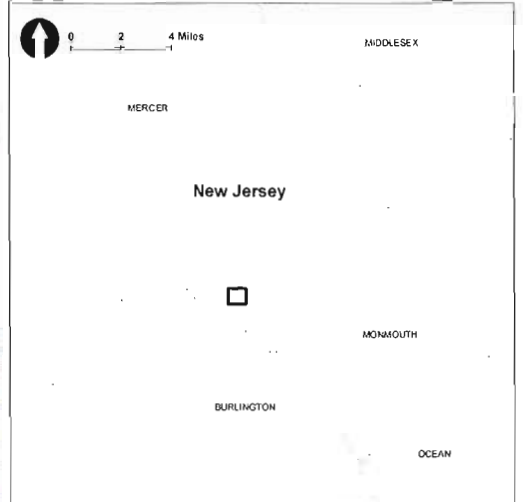 0 2 4 Miles
MIDDLESEX
MERCER
New Jersey
MONMOUTH
BURLINGTON
OCEAN